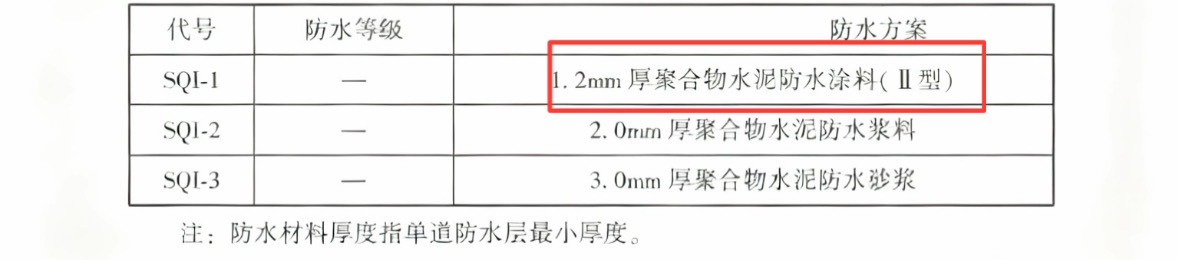 代号 防水等级 防水方案
SQI-1 — 1.2mm 厚聚合物水泥防水涂料(Ⅱ型)
SQI-2 — 2.0mm 厚聚合物水泥防水浆料
SQI-3 — 3.0mm 厚聚合物水泥防水砂浆
注:防水材料厚度指单道防水层最小厚度。